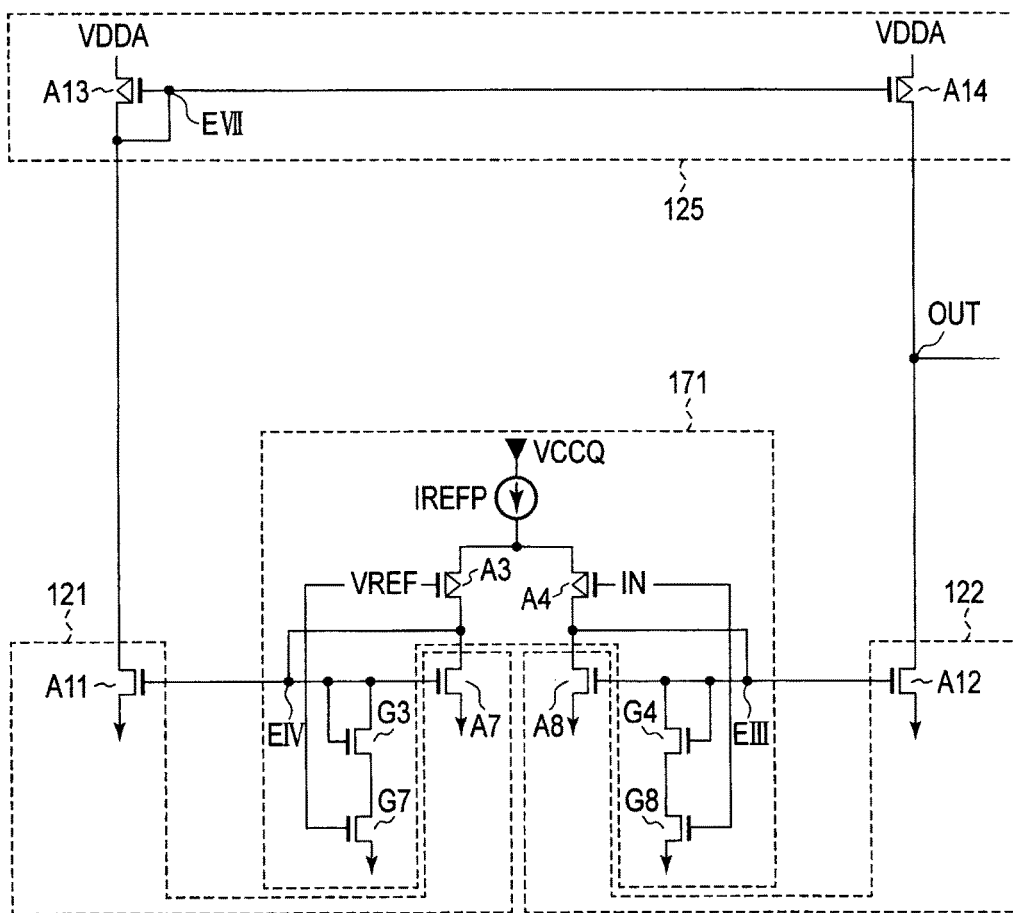 VDDA
VDDA
A13
A14
EⅦ
125
OUT
171
VCCQ
IREFP
A3
VREF
IN
A4
121
122
A11
A12
A7
A8
G3
G4
EⅣ
EⅢ
G7
G8